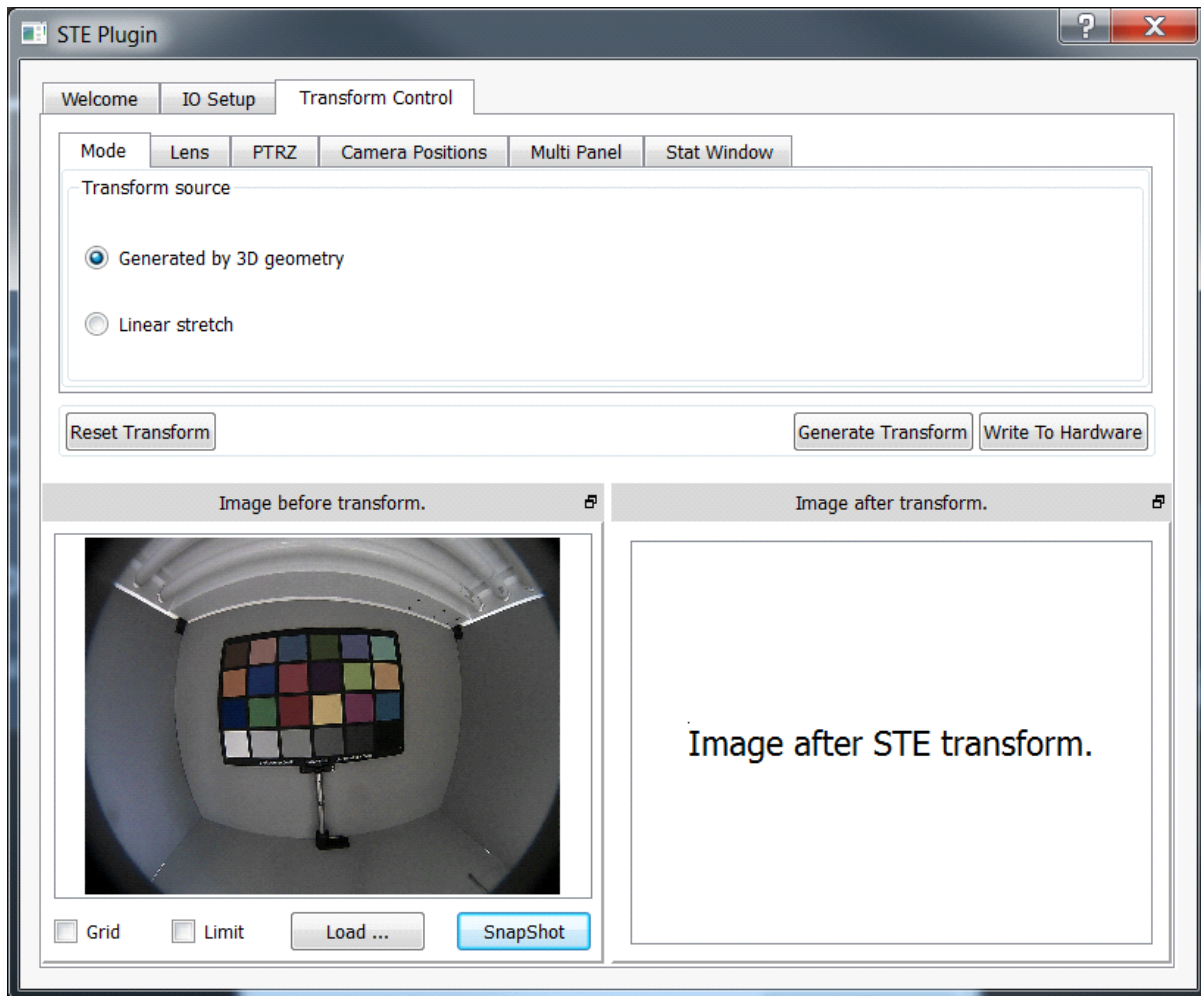 STE Plugin
Welcome IO Setup Transform Control
Mode Lens PTRZ Camera Positions Multi Panel Stat Window
Transform source
Generated by 3D geometry
Linear stretch
Reset Transform Generate Transform Write To Hardware
Image before transform. Image after transform.
Image after STE transform.
Grid Limit Load ... SnapShot